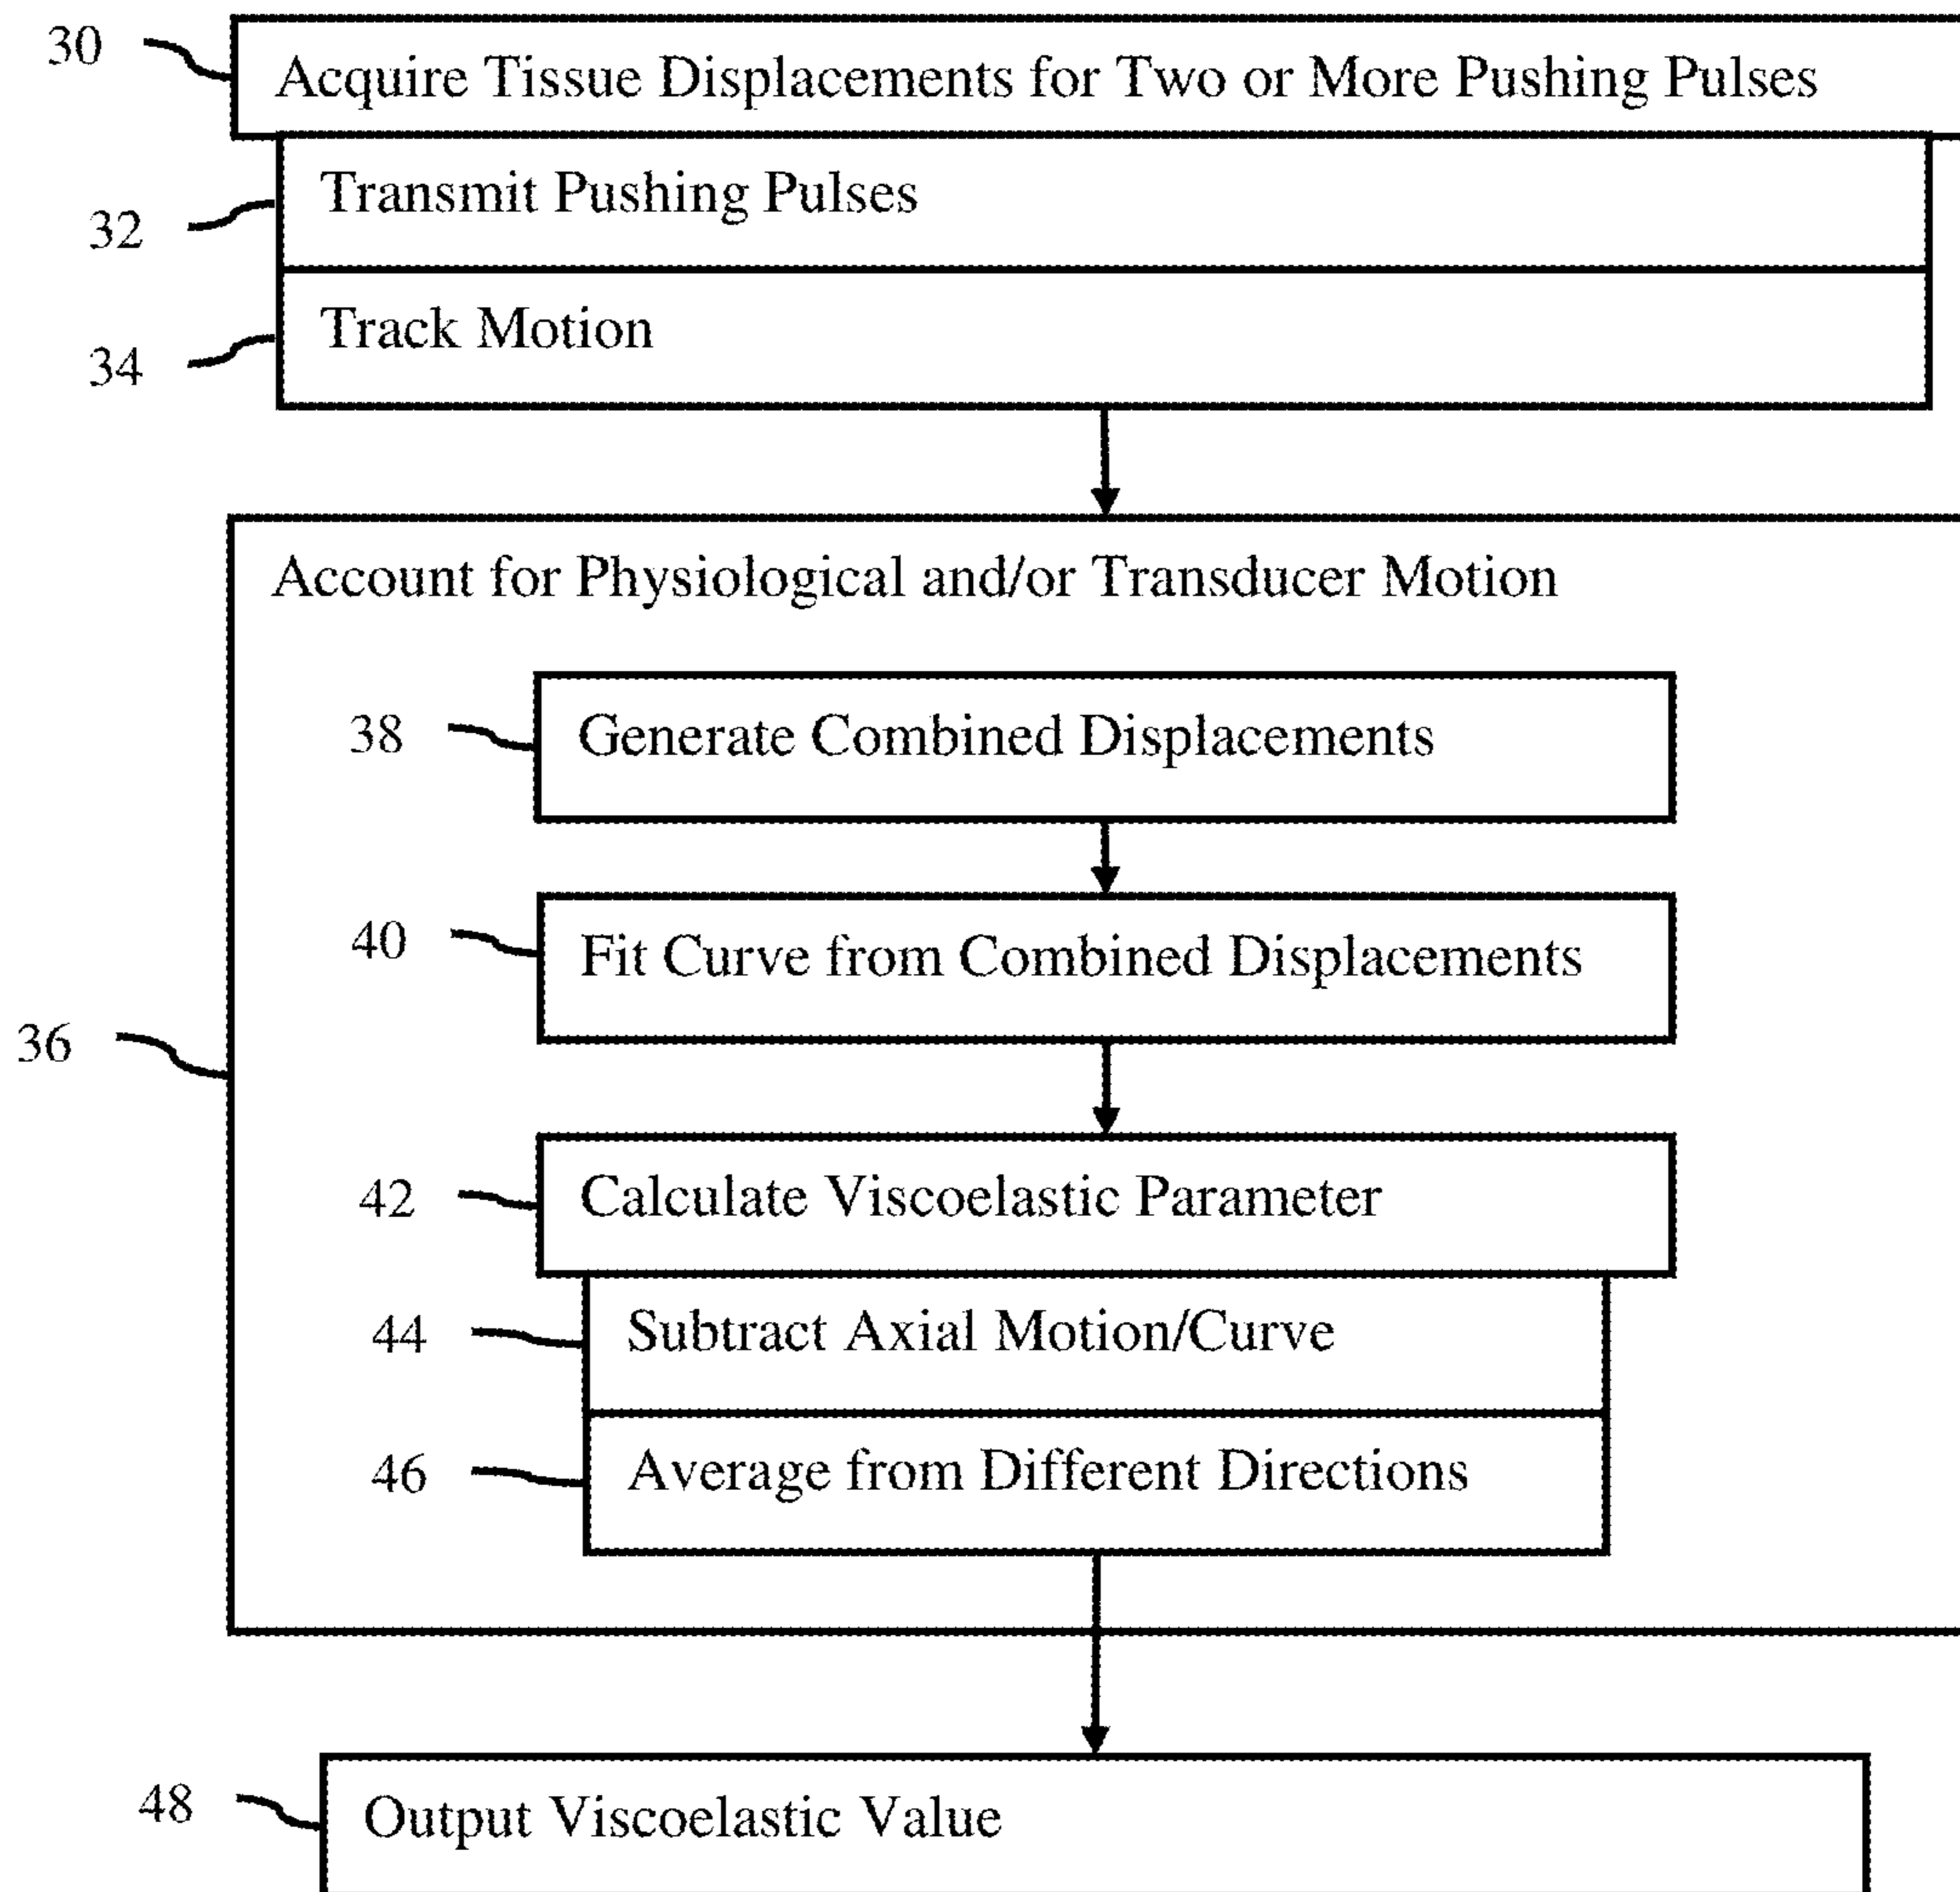 30 Acquire Tissue Displacements for Two or More Pushing Pulses
32 Transmit Pushing Pulses
34 Track Motion
Account for Physiological and/or Transducer Motion
38 Generate Combined Displacements
40 Fit Curve from Combined Displacements
36
42 Calculate Viscoelastic Parameter
44 Subtract Axial Motion/Curve
46 Average from Different Directions
48 Output Viscoelastic Value